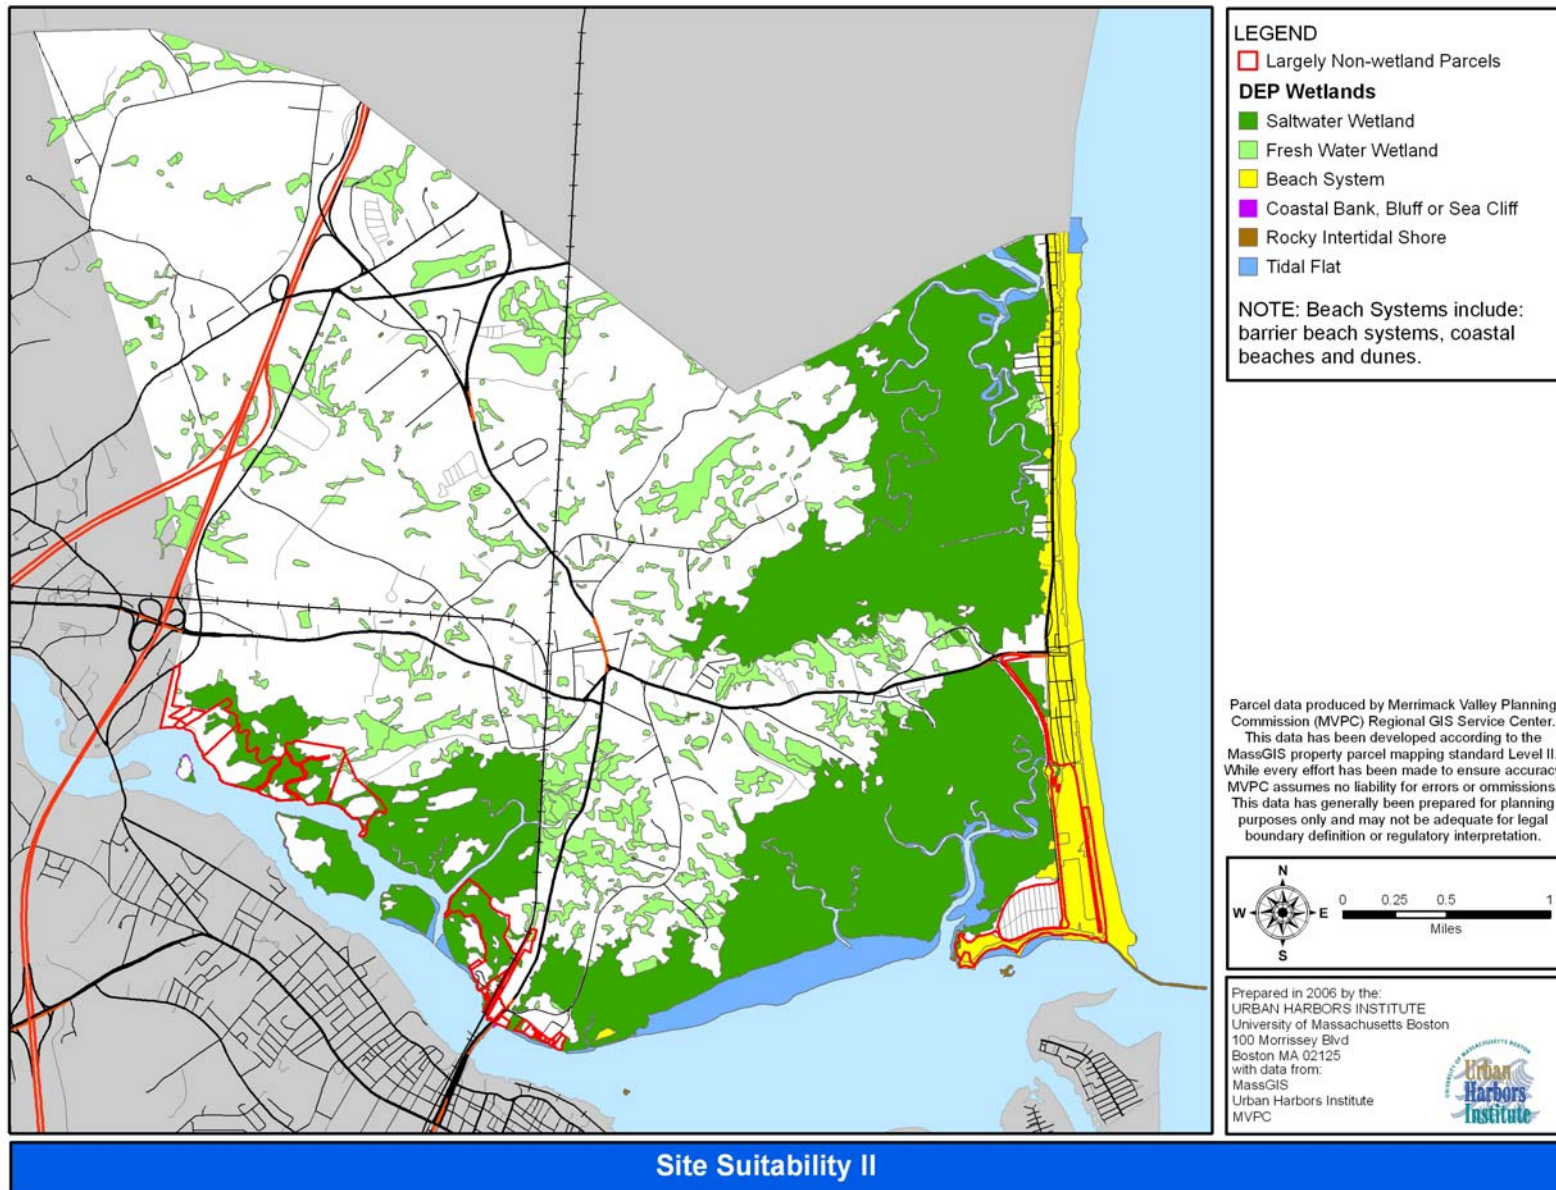 LEGEND
Largely Non-wetland Parcels
DEP Wetlands
Saltwater Wetland
Fresh Water Wetland
Beach System
Coastal Bank, Bluff or Sea Cliff
Rocky Intertidal Shore
Tidal Flat
NOTE: Beach Systems include:
barrier beach systems, coastal
beaches and dunes.
Parcel data produced by Merrimack Valley Planning
Commission (MVPC) Regional GIS Service Center.
This data has been developed according to the
MassGIS property parcel mapping standard Level II.
While every effort has been made to ensure accuracy
MVPC assumes no liability for errors or ommissions.
This data has generally been prepared for planning
purposes only and may not be adequate for legal
boundary definition or regulatory interpretation.
N
W E
S
0 0.25 0.5 1
Miles
Prepared in 2006 by the:
URBAN HARBORS INSTITUTE
University of Massachusetts Boston
100 Morrissey Blvd
Boston MA 02125
with data from:
MassGIS
Urban Harbors Institute
MVPC
UNIVERSITY OF MASSACHUSETTS BOSTON
Urban
Harbors
Institute
Site Suitability II